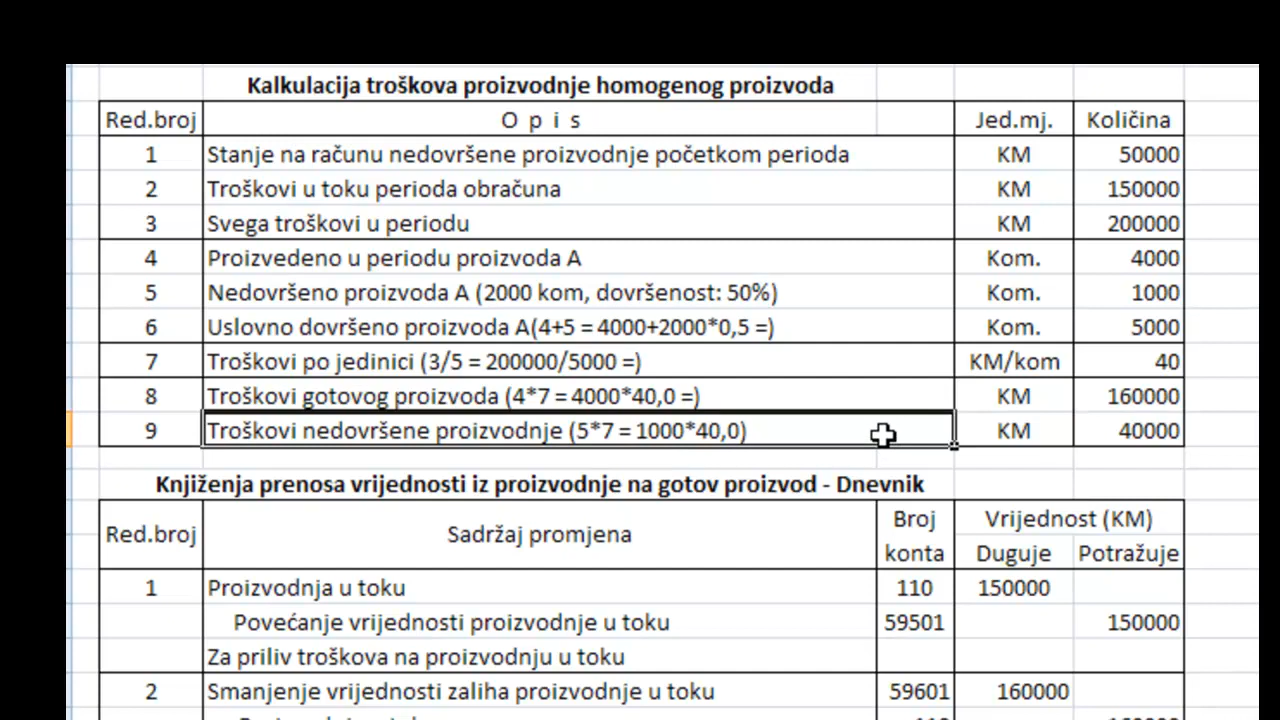 Kalkulacija troškova proizvodnje homogenog proizvoda
Red.broj O p i s Jed.mj. Količina
1 Stanje na računu nedovršene proizvodnje početkom perioda KM 50000
2 Troškovi u toku perioda obračuna KM 150000
3 Svega troškovi u periodu KM 200000
4 Proizvedeno u periodu proizvoda A Kom. 4000
5 Nedovršeno proizvoda A (2000 kom, dovršenost: 50%) Kom. 1000
6 Uslovno dovršeno proizvoda A(4+5 = 4000+2000*0,5 =) Kom. 5000
7 Troškovi po jedinici (3/5 = 200000/5000 =) KM/kom 40
8 Troškovi gotovog proizvoda (4*7 = 4000*40,0 =) KM 160000
9 Troškovi nedovršene proizvodnje (5*7 = 1000*40,0) KM 40000
Knjiženja prenosa vrijednosti iz proizvodnje na gotov proizvod - Dnevnik
Red.broj Sadržaj promjena Broj konta Vrijednost (KM)
Duguje Potražuje
1 Proizvodnja u toku 110 150000
Povećanje vrijednosti proizvodnje u toku 59501 150000
Za priliv troškova na proizvodnju u toku
2 Smanjenje vrijednosti zaliha proizvodnje u toku 59601 160000